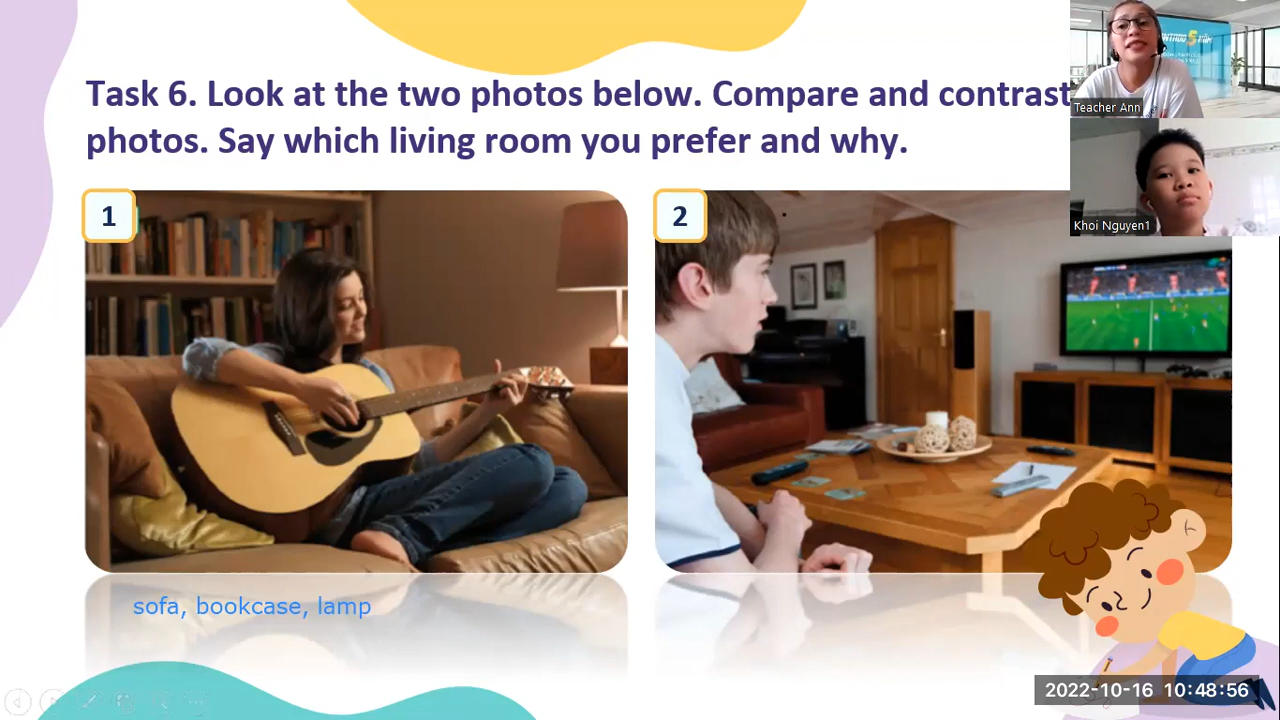 Task 6. Look at the two photos below. Compare and contrast
photos. Say which living room you prefer and why.
1
2
sofa, bookcase, lamp
Teacher Ann
Khoi Nguyen1
2022-10-16 10:48:56